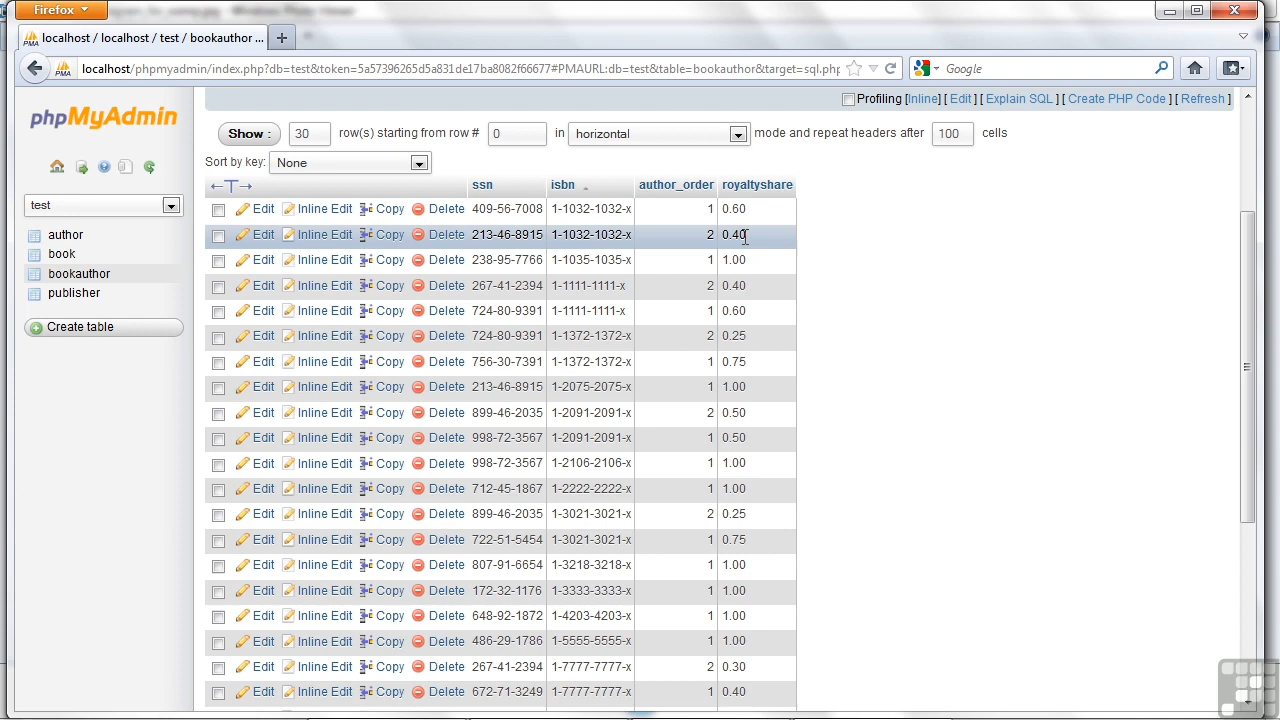 Firefox
localhost / localhost / test / bookauthor ...
localhost/phpmyadmin/index.php?db=test&token=5a57396265d5a831de17ba8082f66677#PMAURL:db=test&table=bookauthor&target=sql.php
Google
phpMyAdmin
test
author
book
bookauthor
publisher
Create table
Profiling [Inline] [ Edit ] [ Explain SQL ] [ Create PHP Code ] [ Refresh ]
Show : 30 row(s) starting from row # 0 in horizontal mode and repeat headers after 100 cells
Sort by key: None
ssn isbn author_order royaltyshare
Edit Inline Edit Copy Delete 409-56-7008 1-1032-1032-x 1 0.60
Edit Inline Edit Copy Delete 213-46-8915 1-1032-1032-x 2 0.40
Edit Inline Edit Copy Delete 238-95-7766 1-1035-1035-x 1 1.00
Edit Inline Edit Copy Delete 267-41-2394 1-1111-1111-x 2 0.40
Edit Inline Edit Copy Delete 724-80-9391 1-1111-1111-x 1 0.60
Edit Inline Edit Copy Delete 724-80-9391 1-1372-1372-x 2 0.25
Edit Inline Edit Copy Delete 756-30-7391 1-1372-1372-x 1 0.75
Edit Inline Edit Copy Delete 213-46-8915 1-2075-2075-x 1 1.00
Edit Inline Edit Copy Delete 899-46-2035 1-2091-2091-x 2 0.50
Edit Inline Edit Copy Delete 998-72-3567 1-2091-2091-x 1 0.50
Edit Inline Edit Copy Delete 998-72-3567 1-2106-2106-x 1 1.00
Edit Inline Edit Copy Delete 712-45-1867 1-2222-2222-x 1 1.00
Edit Inline Edit Copy Delete 899-46-2035 1-3021-3021-x 2 0.25
Edit Inline Edit Copy Delete 722-51-5454 1-3021-3021-x 1 0.75
Edit Inline Edit Copy Delete 807-91-6654 1-3218-3218-x 1 1.00
Edit Inline Edit Copy Delete 172-32-1176 1-3333-3333-x 1 1.00
Edit Inline Edit Copy Delete 648-92-1872 1-4203-4203-x 1 1.00
Edit Inline Edit Copy Delete 486-29-1786 1-5555-5555-x 1 1.00
Edit Inline Edit Copy Delete 267-41-2394 1-7777-7777-x 2 0.30
Edit Inline Edit Copy Delete 672-71-3249 1-7777-7777-x 1 0.40